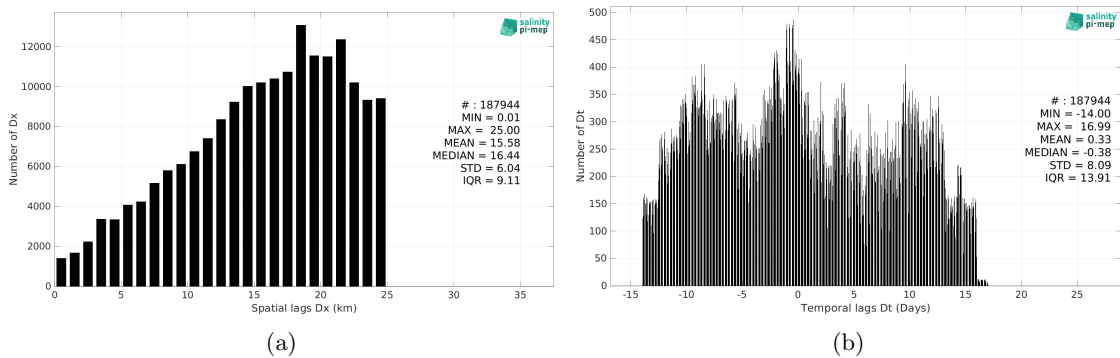 salinity
pi-mep
12000
10000
8000
6000
4000
2000
0
Number of Dx
# : 187944
MIN = 0.01
MAX = 25.00
MEAN = 15.58
MEDIAN = 16.44
STD = 6.04
IQR = 9.11
0 5 10 15 20 25 30 35
Spatial lags Dx (km)
(a)
salinity
pi-mep
500
450
400
350
300
250
200
150
100
50
0
Number of Dt
# : 187944
MIN = -14.00
MAX = 16.99
MEAN = 0.33
MEDIAN = -0.38
STD = 8.09
IQR = 13.91
-15 -10 -5 0 5 10 15 20 25
Temporal lags Dt (Days)
(b)